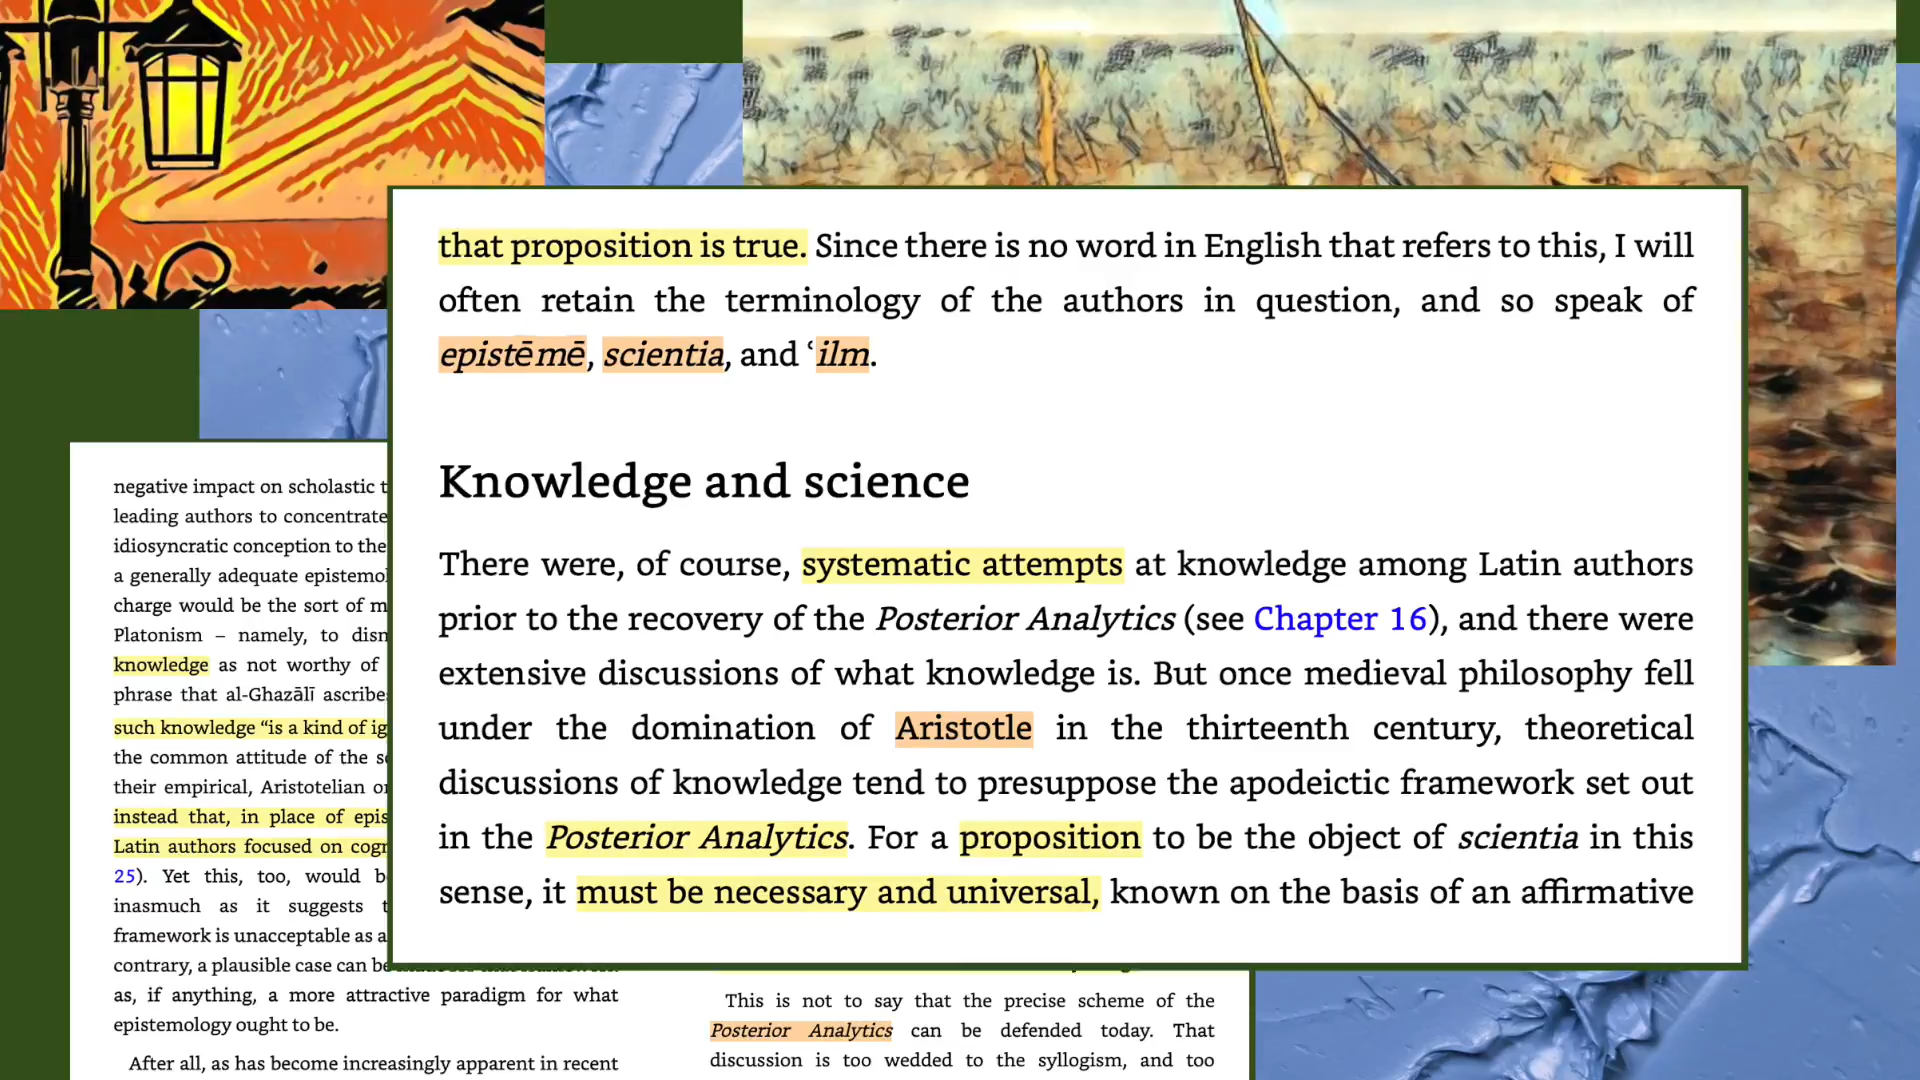 that proposition is true. Since there is no word in English that refers to this, I will
often retain the terminology of the authors in question, and so speak of
epistēmē, scientia, and ʿilm.
Knowledge and science
There were, of course, systematic attempts at knowledge among Latin authors
prior to the recovery of the Posterior Analytics (see Chapter 16), and there were
extensive discussions of what knowledge is. But once medieval philosophy fell
under the domination of Aristotle in the thirteenth century, theoretical
discussions of knowledge tend to presuppose the apodeictic framework set out
in the Posterior Analytics. For a proposition to be the object of scientia in this
sense, it must be necessary and universal, known on the basis of an affirmative
negative impact on scholastic
leading authors to concentrate
idiosyncratic conception to the
a generally adequate
charge would be the sort of
Platonism – namely, to
knowledge as not worthy of
phrase that al-Ghazālī
such knowledge “is a kind of
the common attitude of the
their empirical, Aristotelian
instead that, in place of
Latin authors focused on
25). Yet this, too, would
inasmuch as it suggests
framework is unacceptable as
contrary, a plausible case can be
as, if anything, a more attractive paradigm for what
epistemology ought to be.
After all, as has become increasingly apparent in recent
This is not to say that the precise scheme of the
Posterior Analytics can be defended today. That
discussion is too wedded to the syllogism, and too